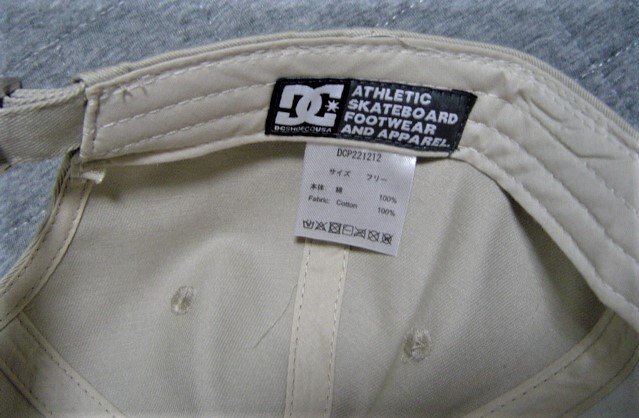 DC
DCSHOECOUSA
ATHLETIC
SKATEBOARD
FOOTWEAR
AND APPAREL.
DCP221212
サイズ フリー
本体 綿 100%
Fabric: Cotton 100%